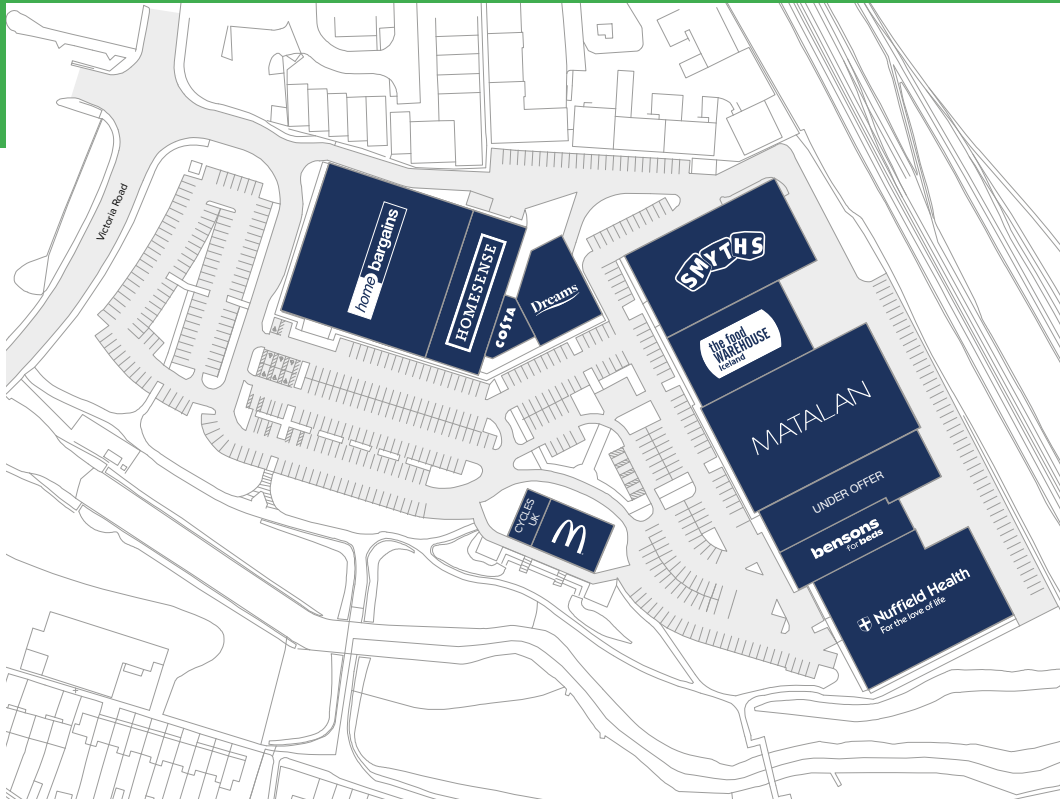 Victoria Road
home bargains
HOMESENSE
COSTA
Dreams
SMYTHS
the food
WAREHOUSE
Iceland
MATALAN
UNDER OFFER
bensons
for beds
Nuffield Health
For the love of life
CYCLES
UK
M